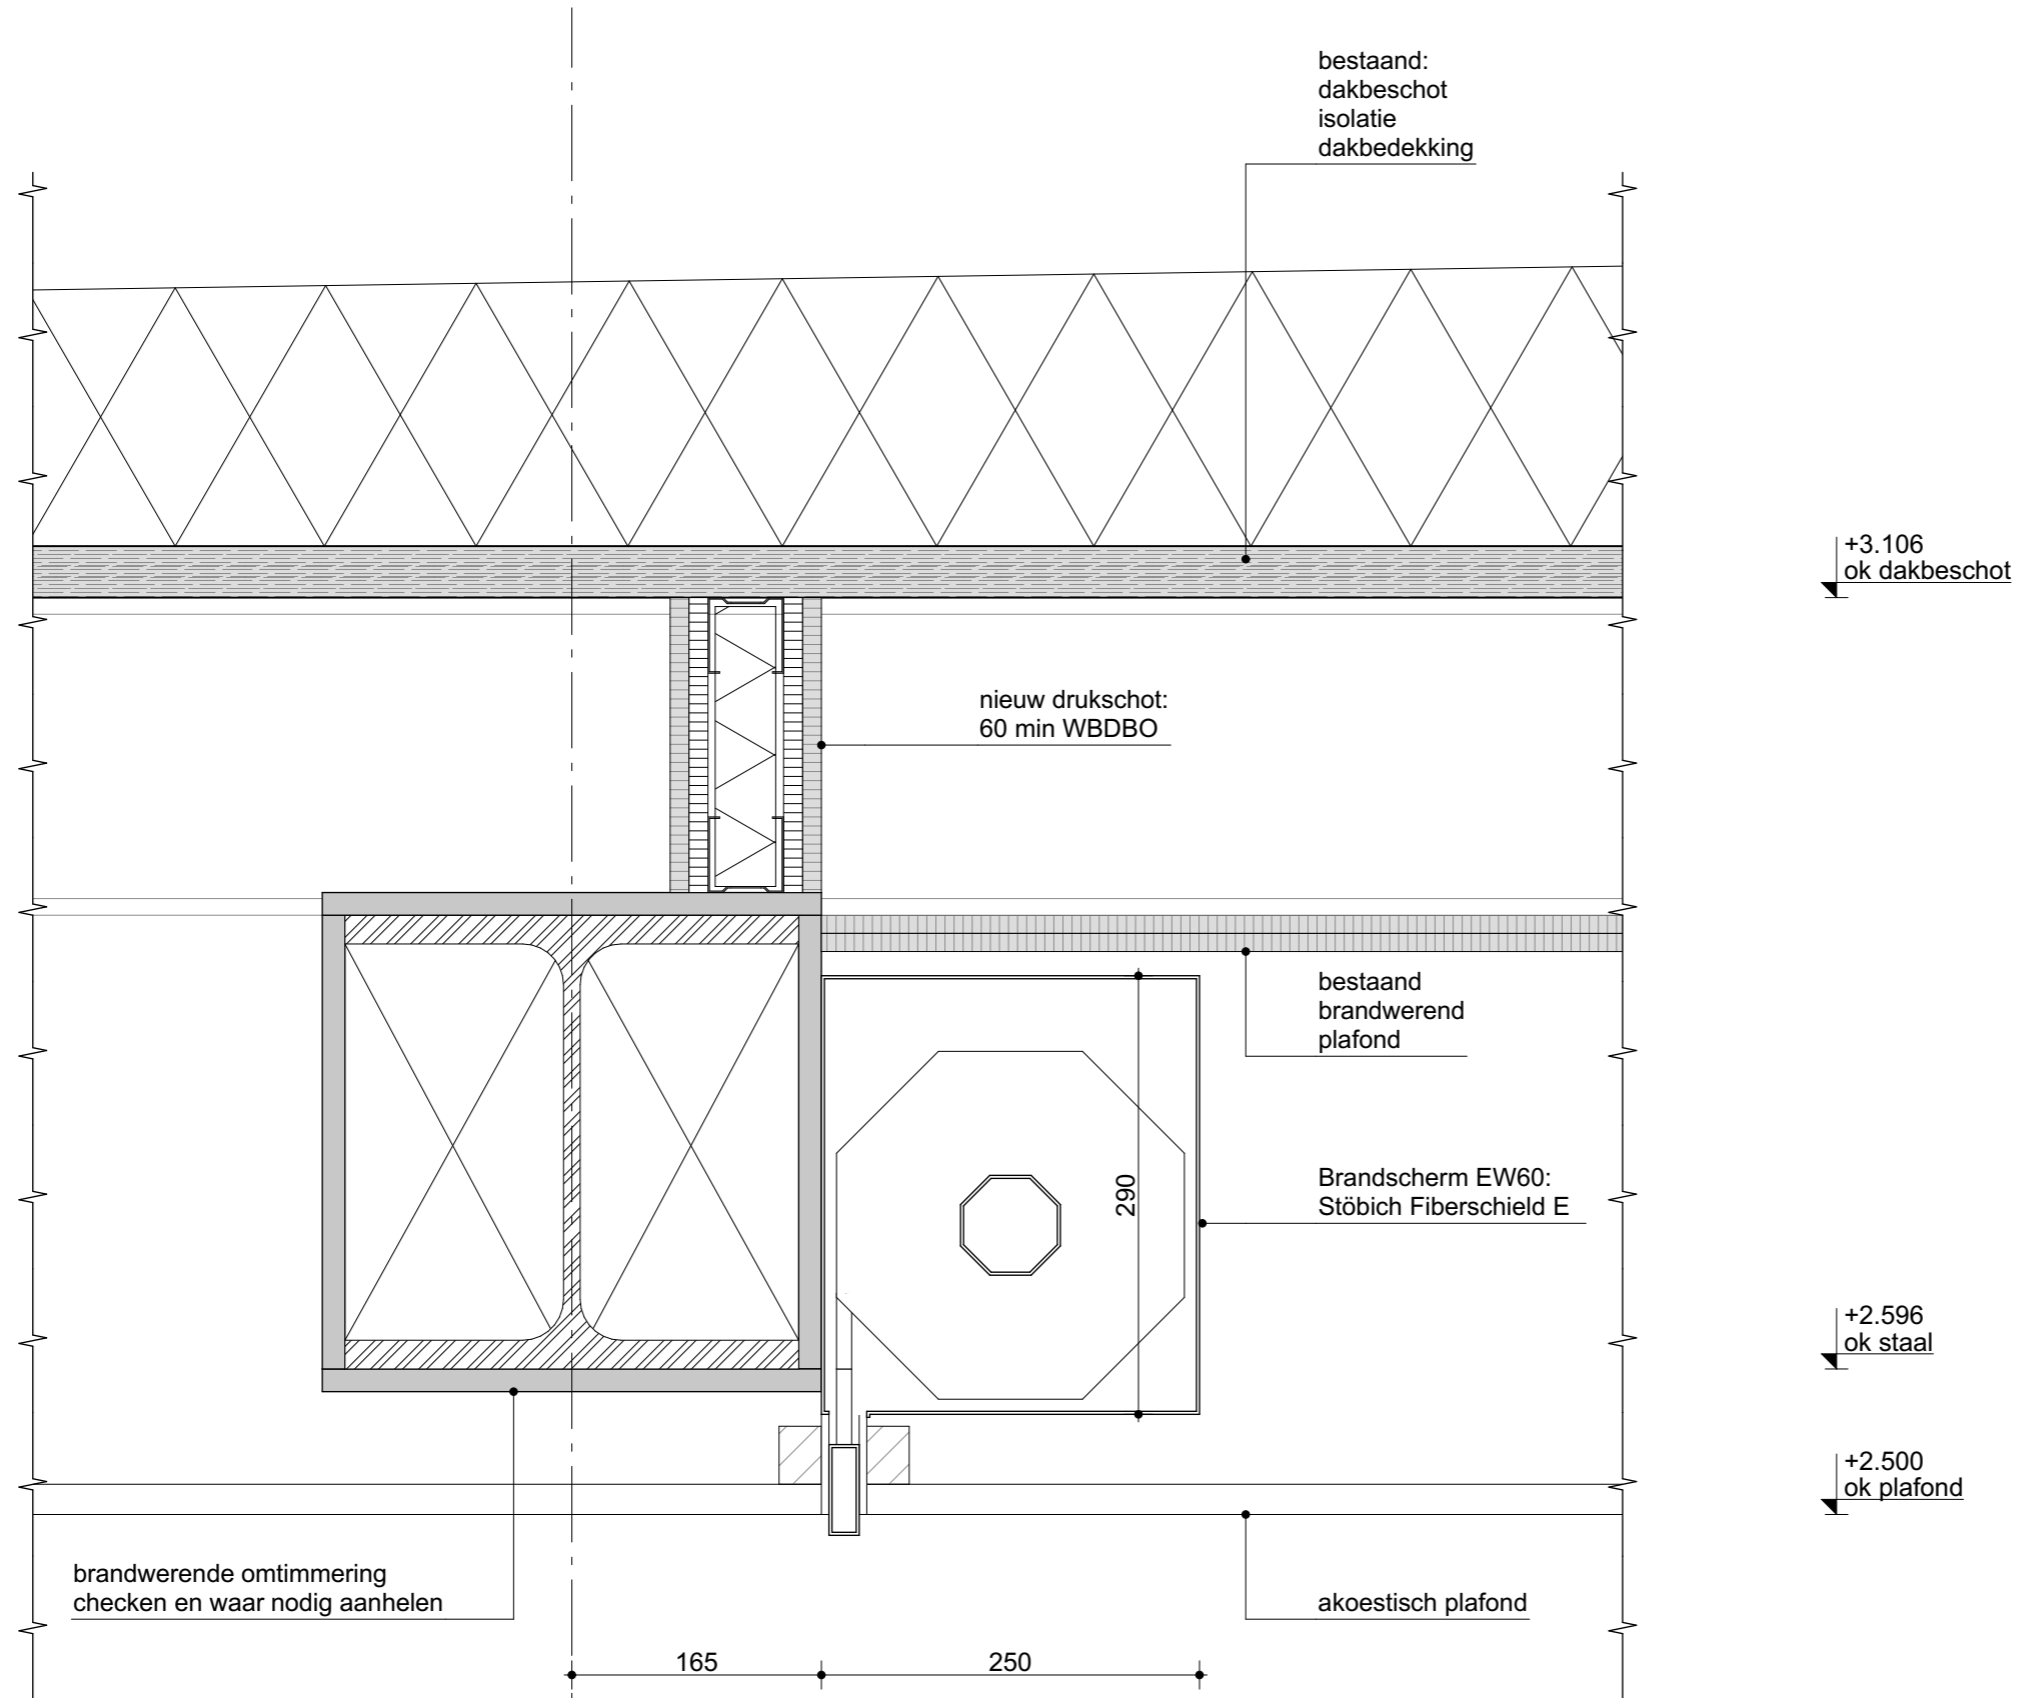 bestaand:
dakbeschot
isolatie
dakbedekking
+3.106
ok dakbeschot
nieuw drukschot:
60 min WBDBO
bestaand
brandwerend
plafond
290
Brandscherm EW60:
Stöbich Fiberschield E
+2.596
ok staal
+2.500
ok plafond
brandwerende omtimmering
checken en waar nodig aanhelen
akoestisch plafond
165
250